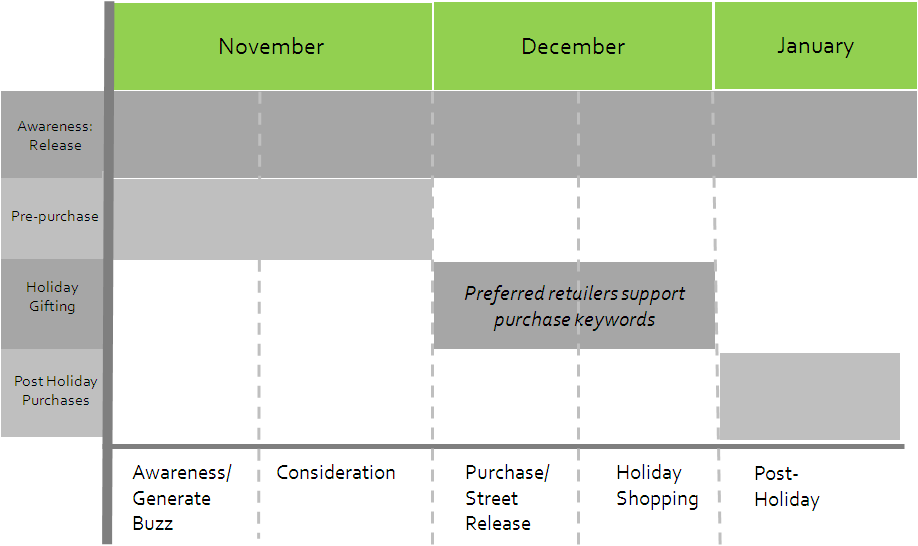 November
December
January
Awareness:
Release
Pre-purchase
Holiday
Gifting
Preferred retailers support
purchase keywords
Post Holiday
Purchases
Awareness/
Generate
Buzz
Consideration
Purchase/
Street
Release
Holiday
Shopping
Post-
Holiday